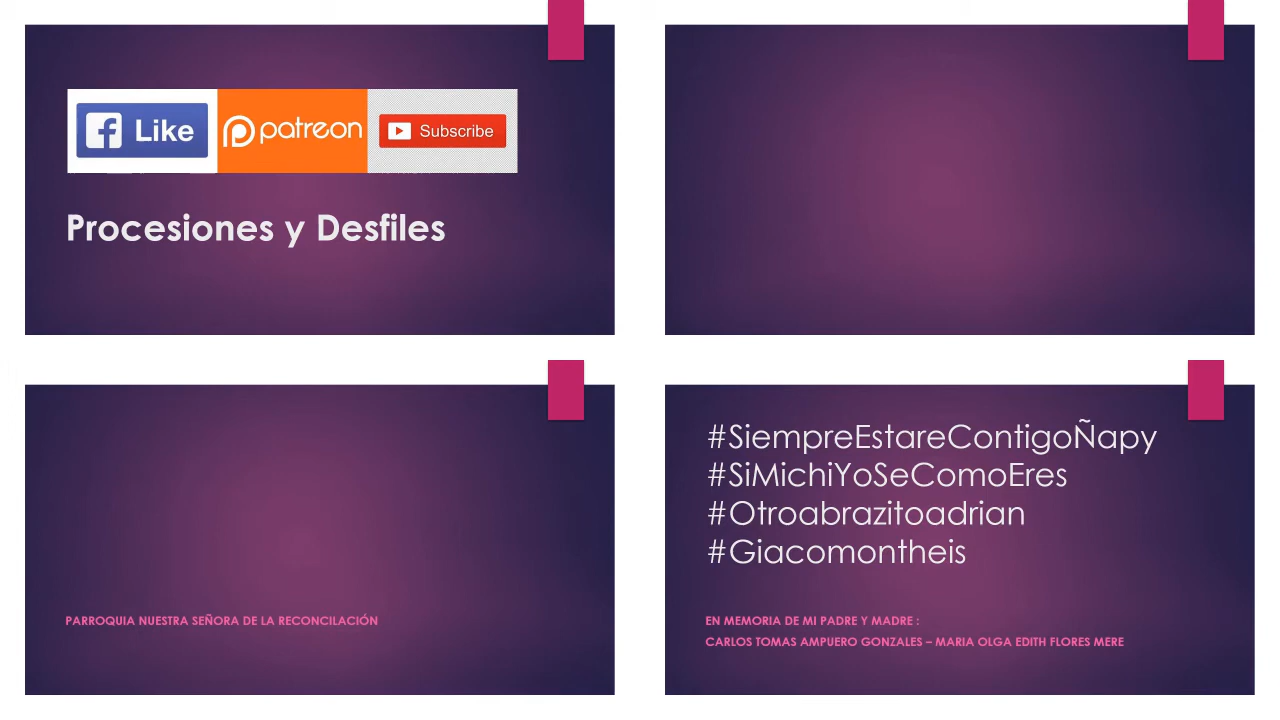 Like
patreon
Subscribe
Procesiones y Desfiles
PARROQUIA NUESTRA SEÑORA DE LA RECONCILACIÓN
#SiempreEstareContigoÑapy
#SiMichiYoSeComoEres
#Otroabrazitoadrian
#Giacomontheis
EN MEMORIA DE MI PADRE Y MADRE :
CARLOS TOMAS AMPUERO GONZALES – MARIA OLGA EDITH FLORES MERE